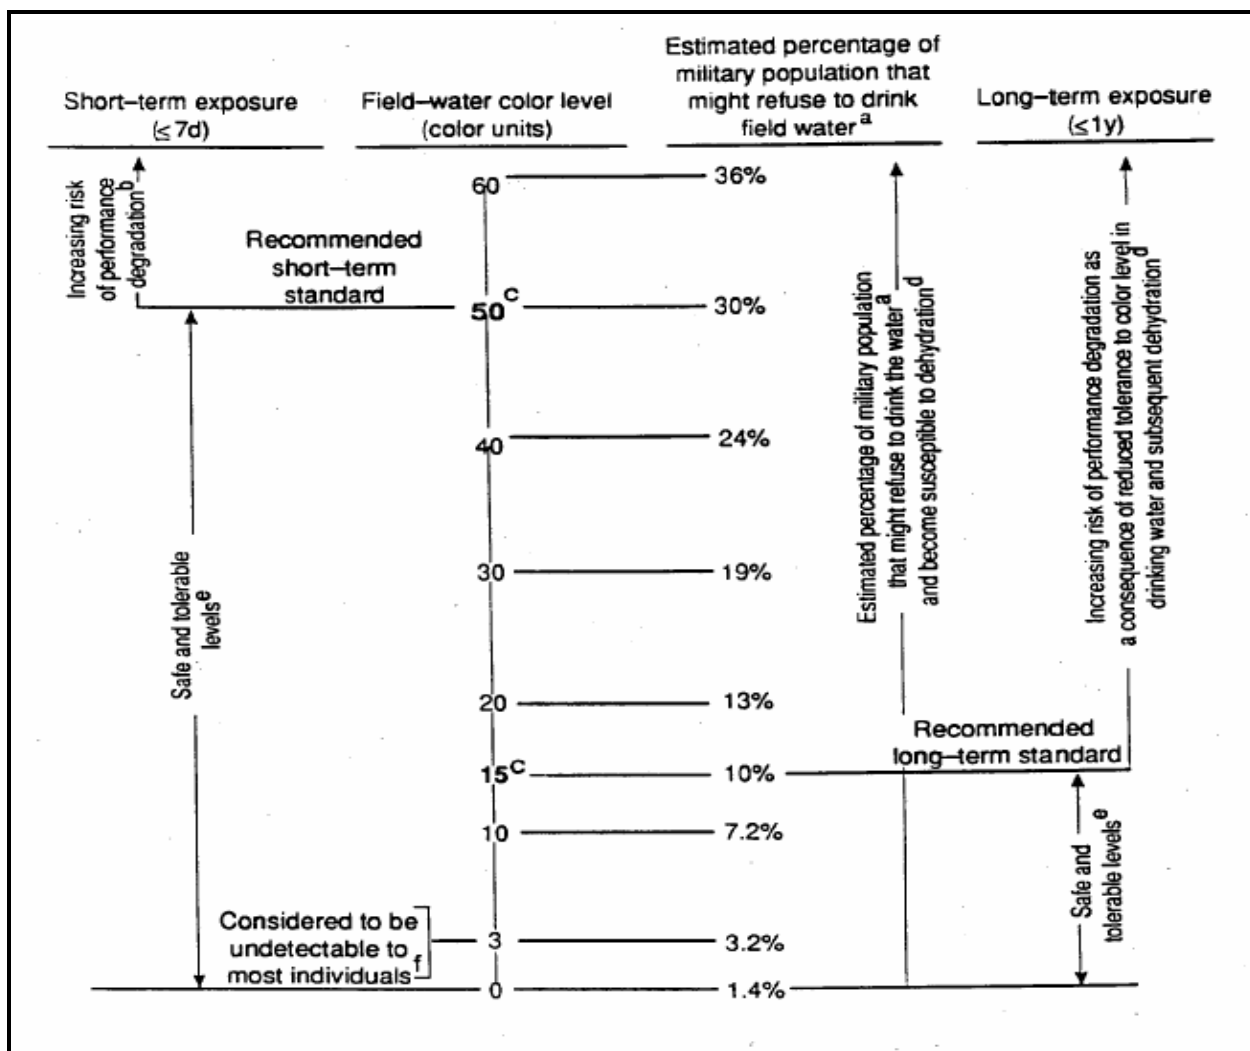 Short–term exposure
(≤7d)
Field–water color level
(color units)
Estimated percentage of
military population that
might refuse to drink
field water a
Long–term exposure
(≤1y)
Increasing risk
of performance
degradation b
60
36%
Recommended
short–term
standard
50 c
30%
40
24%
30
19%
20
13%
15 c
10%
10
7.2%
3
3.2%
0
1.4%
Safe and tolerable
levels e
Considered to be
undetectable to
most individuals f
Estimated percentage of military population
that might refuse to drink the water a
and become susceptible to dehydration d
Increasing risk of performance degradation as
a consequence of reduced tolerance to color level in
drinking water and subsequent dehydration d
Recommended
long–term standard
Safe and
tolerable levels e